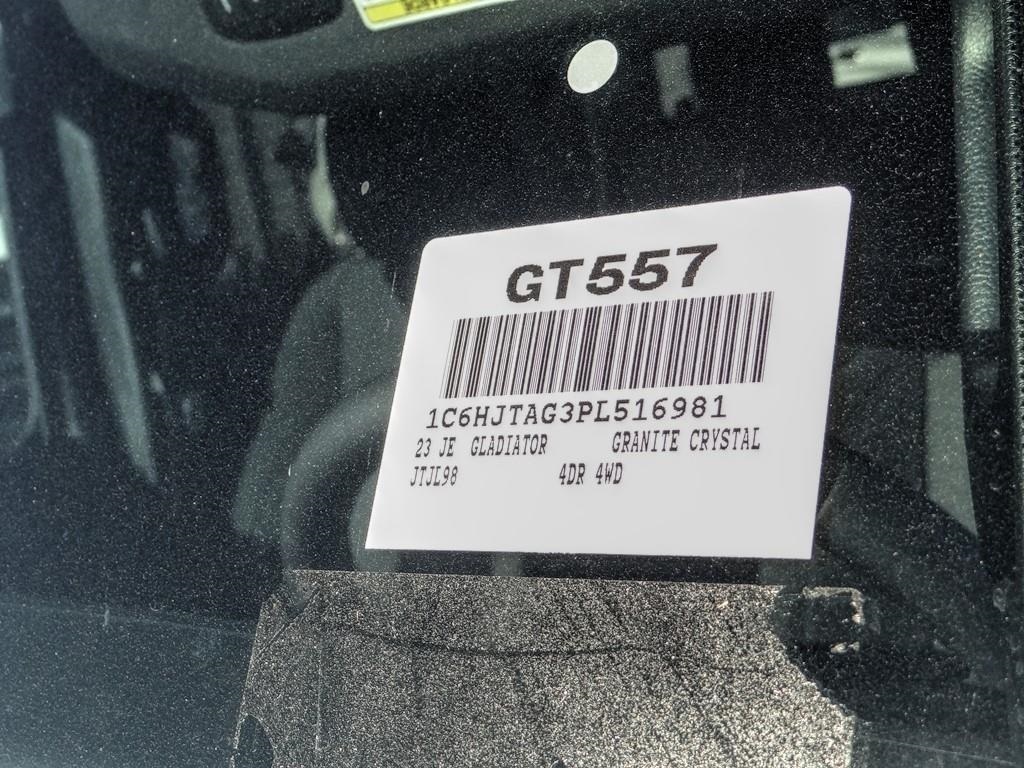 GT557
1C6HJTAG3PL516981
23 JE GLADIATOR GRANITE CRYSTAL
JTJL98 4DR 4WD